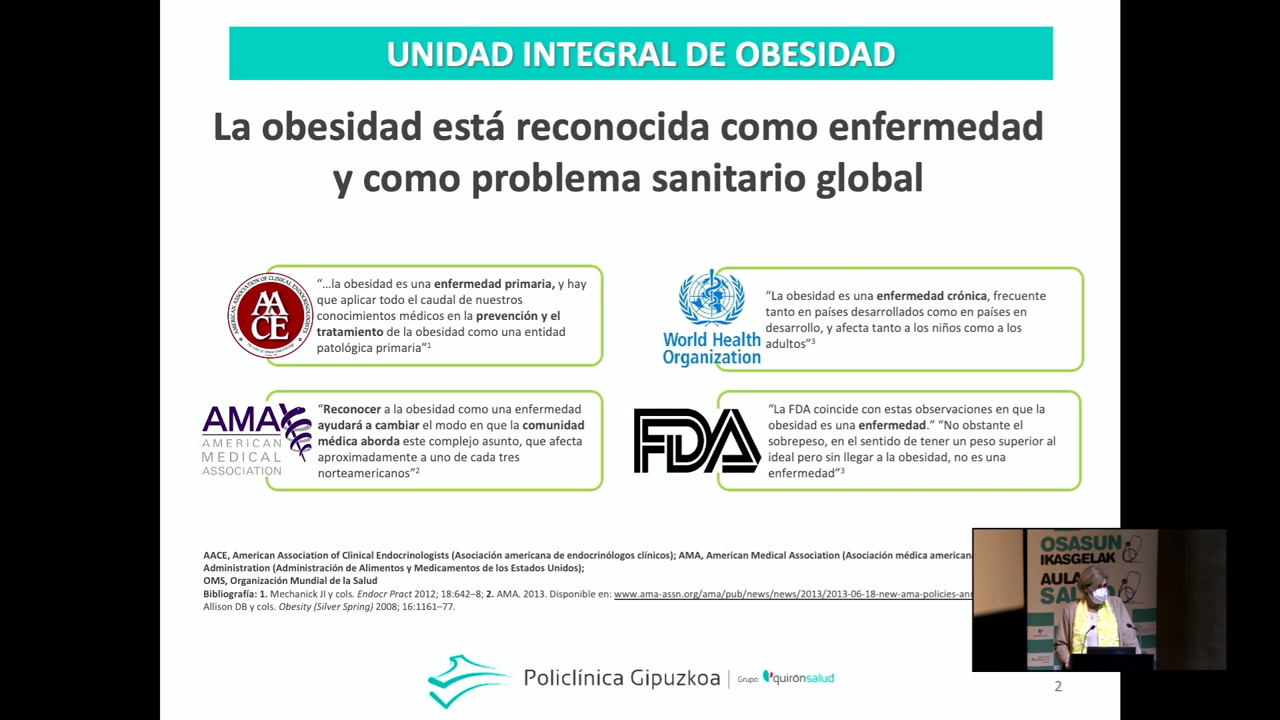 UNIDAD INTEGRAL DE OBESIDAD
La obesidad está reconocida como enfermedad
y como problema sanitario global
AMERICAN ASSOCIATION OF CLINICAL ENDOCRINOLOGISTS
AA
CE
“…la obesidad es una enfermedad primaria, y hay
que aplicar todo el caudal de nuestros
conocimientos médicos en la prevención y el
tratamiento de la obesidad como una entidad
patológica primaria”1
World Health
Organization
“La obesidad es una enfermedad crónica, frecuente
tanto en países desarrollados como en países en
desarrollo, y afecta tanto a los niños como a los
adultos”3
AMA
AMERICAN
MEDICAL
ASSOCIATION
“Reconocer a la obesidad como una enfermedad
ayudará a cambiar el modo en que la comunidad
médica aborda este complejo asunto, que afecta
aproximadamente a uno de cada tres
norteamericanos”2
FDA
“La FDA coincide con estas observaciones en que la
obesidad es una enfermedad.” “No obstante el
sobrepeso, en el sentido de tener un peso superior al
ideal pero sin llegar a la obesidad, no es una
enfermedad”3
AACE, American Association of Clinical Endocrinologists (Asociación americana de endocrinólogos clínicos); AMA, American Medical Association (Asociación médica americana
Administration (Administración de Alimentos y Medicamentos de los Estados Unidos);
OMS, Organización Mundial de la Salud
Bibliografía: 1. Mechanick JI y cols. Endocr Pract 2012; 18:642–8; 2. AMA. 2013. Disponible en: www.ama-assn.org/ama/pub/news/news/2013/2013-06-18-new-ama-policies-an
Allison DB y cols. Obesity (Silver Spring) 2008; 16:1161–77.
OSASUN
IKASGELAK
AULA
Policlínica Gipuzkoa
Grupo quirónsalud
2